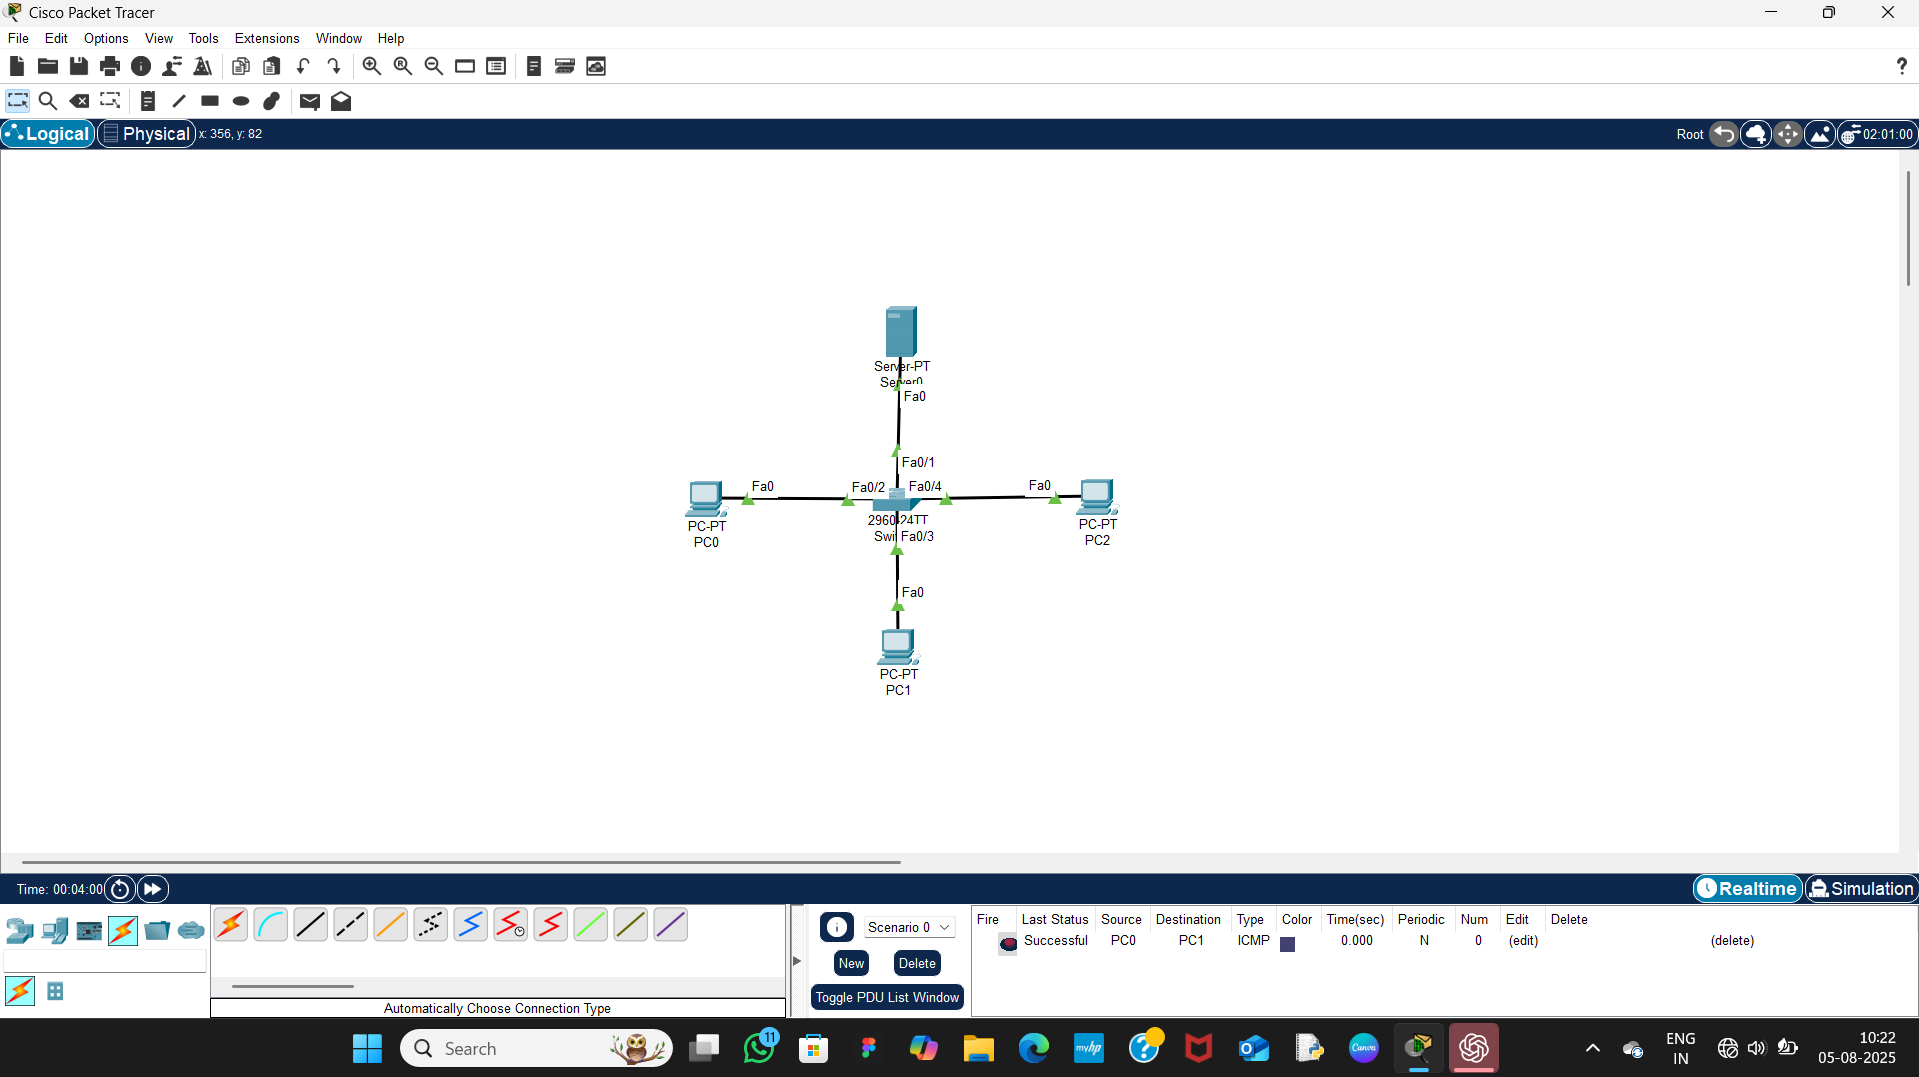 Cisco Packet Tracer
File Edit Options View Tools Extensions Window Help
?
Logical Physical x: 356, y: 82 Root 02:01:00
Server-PT
Server0
Fa0
Fa0/1
Fa0 Fa0/2 Fa0/4 Fa0
PC-PT 2960-24TT PC-PT
PC0 Swi Fa0/3 PC2
Fa0
PC-PT
PC1
Time: 00:04:00 Realtime Simulation
Scenario 0
New Delete
Toggle PDU List Window
Fire Last Status Source Destination Type Color Time(sec) Periodic Num Edit Delete
Successful PC0 PC1 ICMP 0.000 N 0 (edit) (delete)
Automatically Choose Connection Type
Search 11 myhp Canva ENG IN 10:22 05-08-2025